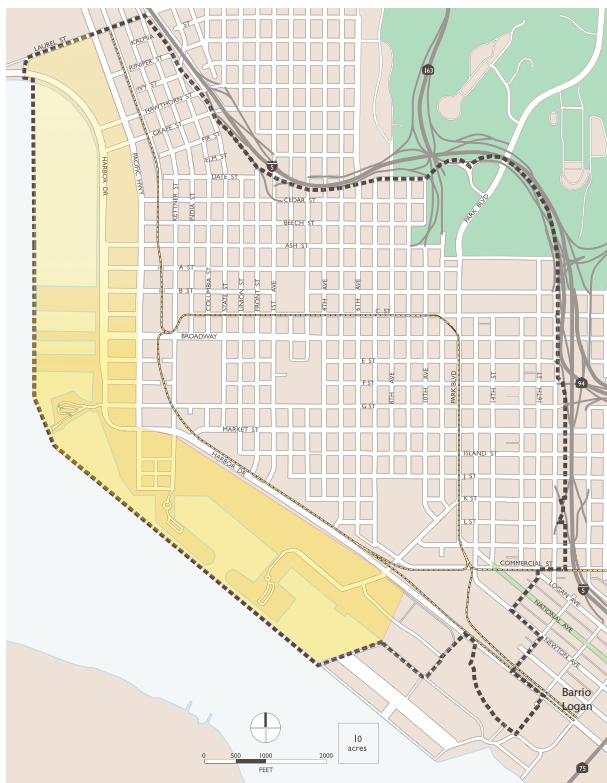 LAUREL ST
ST
KALMIA
JUNIPER ST
IVY ST
HAWTHORN ST
GRAPE ST
FIR ST
ELM ST
DATE ST
CEDAR ST
BEECH ST
ASH ST
A ST
B ST
C ST
BROADWAY
E ST
F ST
G ST
MARKET ST
ISLAND ST
J ST
K ST
L ST
COMMERCIAL ST
LOGAN AVE
NATIONAL AVE
NEWTON AVE
HARBOR DR
PACIFIC HWY
KETTNER ST
INDIA ST
COLUMBIA ST
STATE ST
UNION ST
FRONT ST
1ST AVE
4TH AVE
6TH AVE
8TH AVE
10TH AVE
PARK BLVD
14TH ST
16TH ST
PARK BLVD
HARBOR DR
163
5
94
5
75
Barrio
Logan
10
acres
0 500 1000 2000
FEET